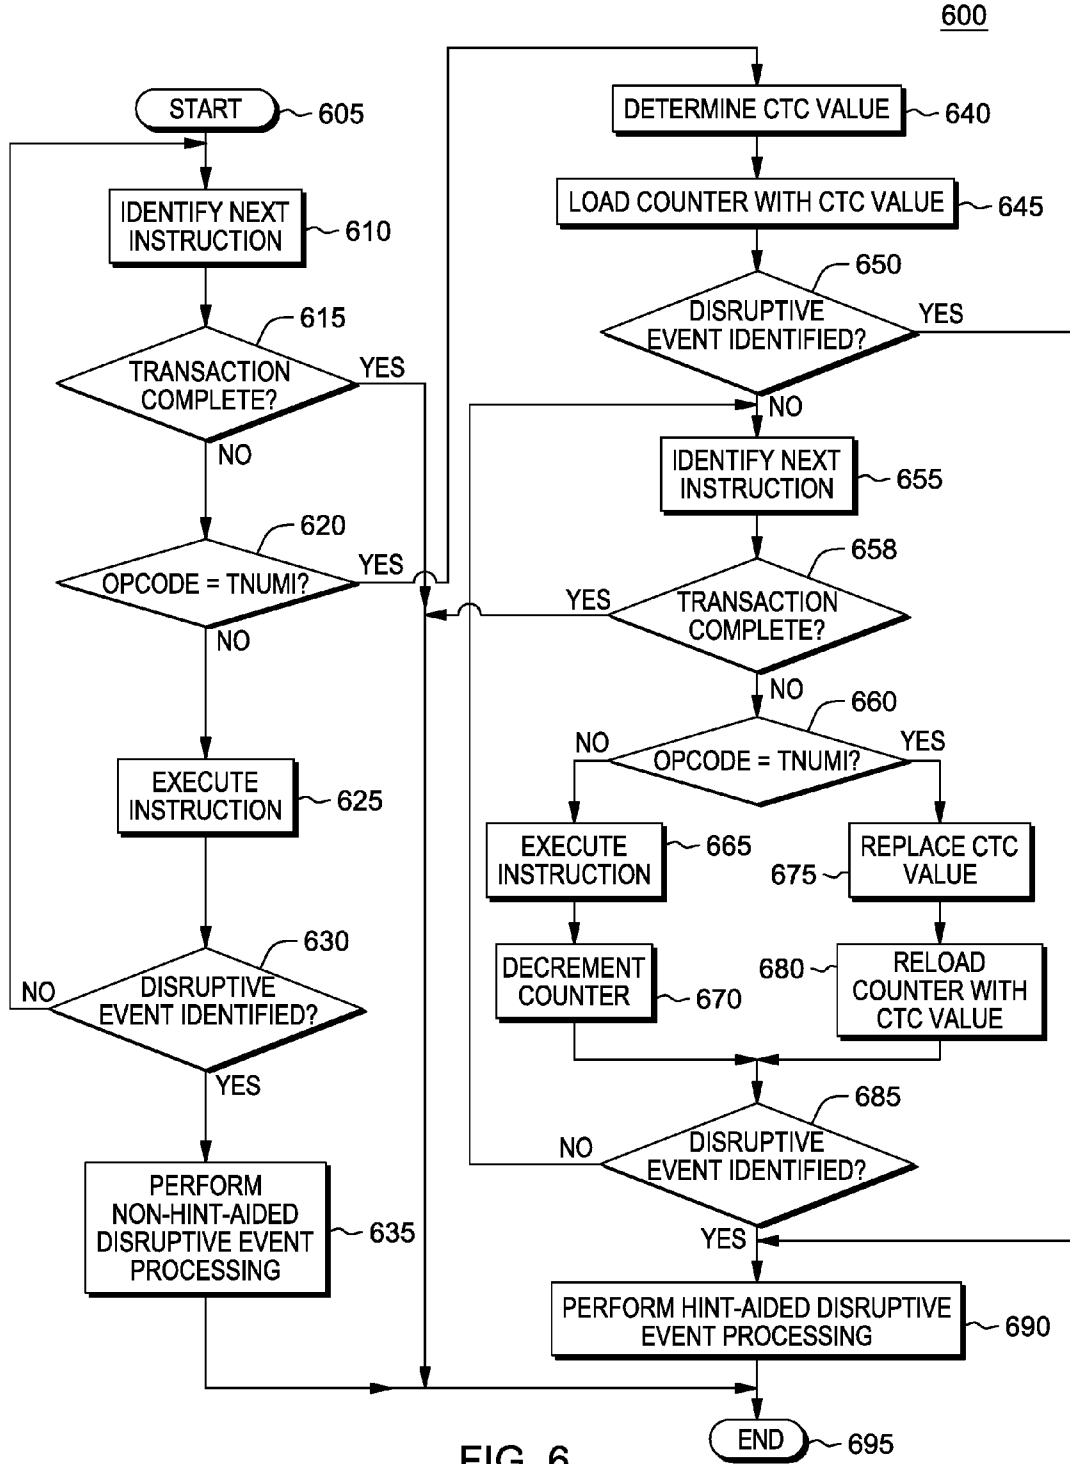 600
START
605
IDENTIFY NEXT
INSTRUCTION
610
615
TRANSACTION
COMPLETE?
YES
NO
620
OPCODE = TNUMI?
YES
NO
EXECUTE
INSTRUCTION
625
630
DISRUPTIVE
EVENT IDENTIFIED?
NO
YES
PERFORM
NON-HINT-AIDED
DISRUPTIVE EVENT
PROCESSING
635
DETERMINE CTC VALUE
640
LOAD COUNTER WITH CTC VALUE
645
650
DISRUPTIVE
EVENT IDENTIFIED?
YES
NO
IDENTIFY NEXT
INSTRUCTION
655
658
TRANSACTION
COMPLETE?
YES
NO
660
OPCODE = TNUMI?
NO
YES
EXECUTE
INSTRUCTION
665
DECREMENT
COUNTER
670
REPLACE CTC
VALUE
675
RELOAD
COUNTER WITH
CTC VALUE
680
685
DISRUPTIVE
EVENT IDENTIFIED?
NO
YES
PERFORM HINT-AIDED DISRUPTIVE
EVENT PROCESSING
690
END
695
FIG. 6